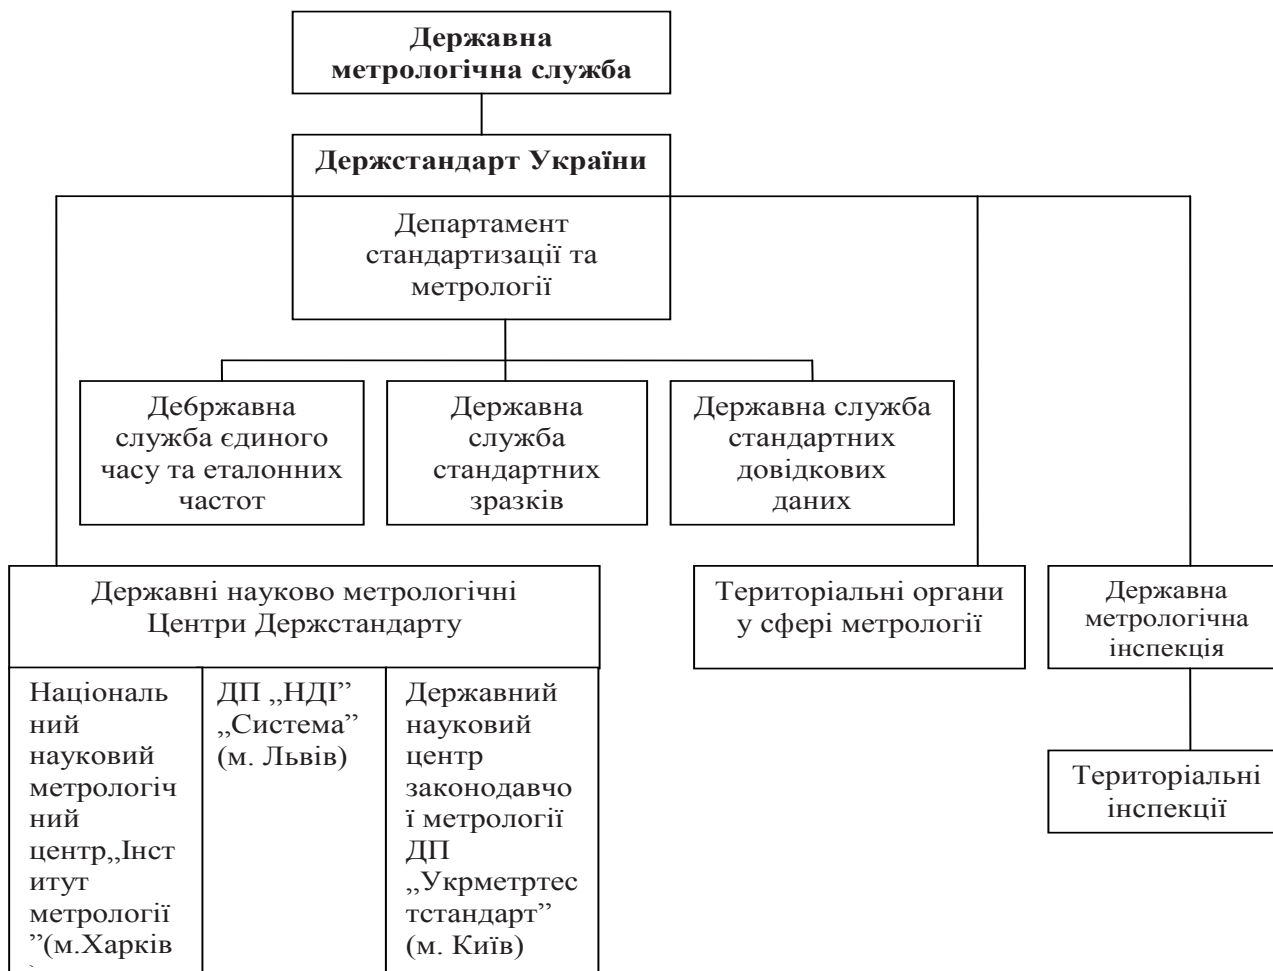 Державна
метрологічна служба
Держстандарт України
Департамент
стандартизації та
метрології
Дебржавна
служба єдиного
часу та еталонних
частот
Державна
служба
стандартних
зразків
Державна служба
стандартних
довідкових
даних
Державні науково метрологічні
Центри Держстандарту
Територіальні органи
у сфері метрології
Державна
метрологічна
інспекція
Національ
ний
науковий
метрологіч
ний
центр„Інст
итут
метрології
”(м.Харків
)
ДП „НДІ”
„Система”
(м. Львів)
Державний
науковий
центр
законодавчо
ї метрології
ДП
„Укрметртес
тстандарт”
(м. Київ)
Територіальні
інспекції